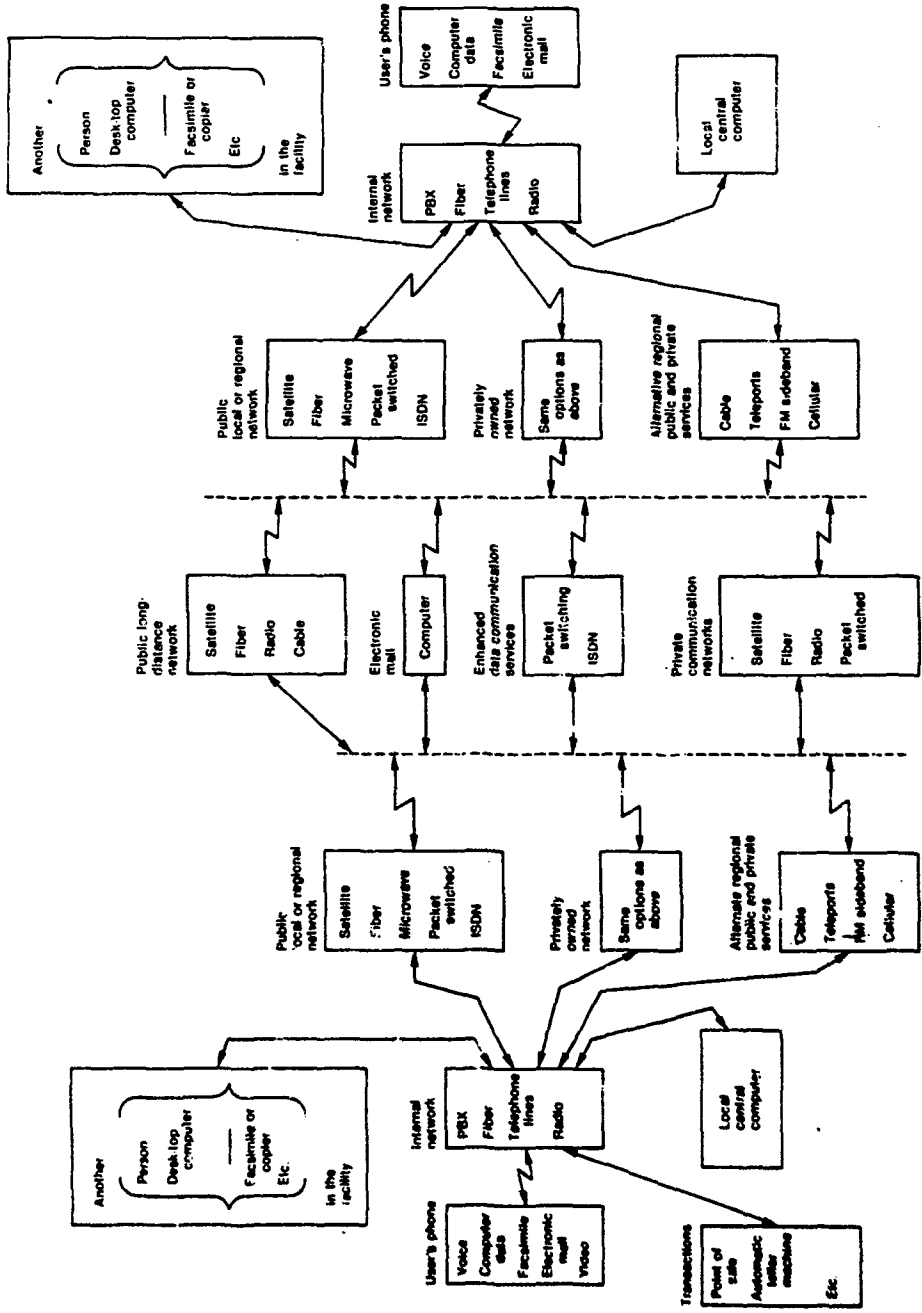 Another
Person
Desk-top
computer
Facsimile or
copier
Etc.
in the
facility
User's phone
Voice
Computer
data
Facsimile
Electronic
mail
Video
Transactions
Point of
sale
Automatic
teller
machine
Etc
Internal
network
PBX
Fiber
Telephone
lines
Radio
Local
central
computer
Public
local or regional
network
Satellite
Fiber
Microwave
Packet
switched
ISDN
Privately
owned
network
Same
options as
above
Alternate regional
public and private
services
Cable
Teleports
FM sideband
Cellular
Public long-
distance
network
Satellite
Fiber
Radio
Cable
Electronic
mail
Computer
Enhanced
data communication
services
Packet
switching
ISDN
Private
communication
networks
Satellite
Fiber
Radio
Packet
switched
Public
local or regional
network
Satellite
Fiber
Microwave
Packet
switched
ISDN
Privately
owned
network
Same
options as
above
Alternative regional
public and private
services
Cable
Teleports
FM sideband
Cellular
Another
Person
Desk-top
computer
Facsimile or
copier
Etc
in the
facility
Internal
network
PBX
Fiber
Telephone
lines
Radio
User's phone
Voice
Computer
data
Facsimile
Electronic
mail
Local
central
computer